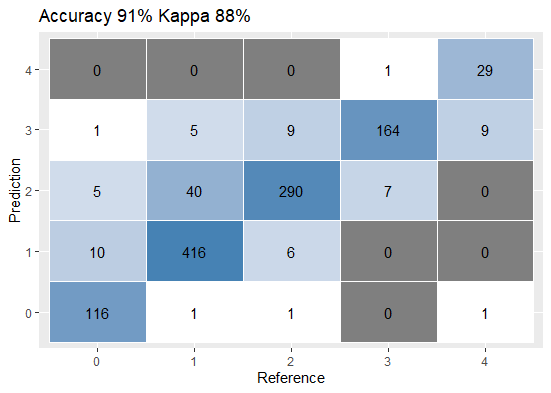 Accuracy 91% Kappa 88%
4 0 0 0 1 29
3 1 5 9 164 9
2 5 40 290 7 0
1 10 416 6 0 0
0 116 1 1 0 1
0 1 2 3 4
Reference
Prediction